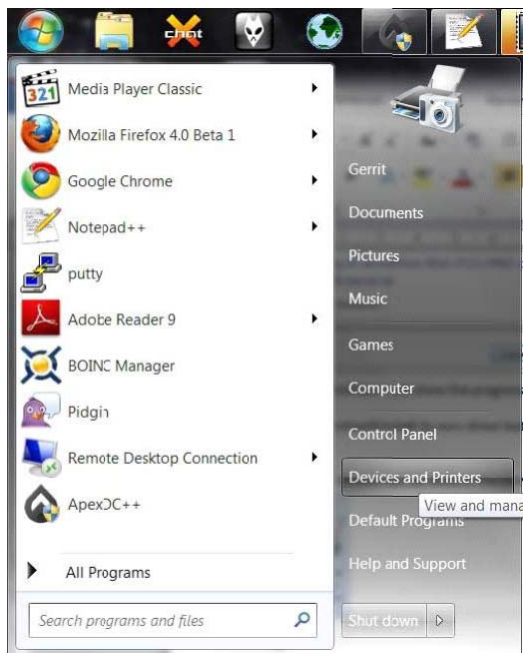 chat
Media Player Classic
321
Mozilla Firefox 4.0 Beta 1
Google Chrome
Notepad++
putty
Adobe Reader 9
BOINC Manager
Pidgin
Remote Desktop Connection
ApexDC++
All Programs
Search programs and files
Gerrit
Documents
Pictures
Music
Games
Computer
Control Panel
Devices and Printers
View and mana
Default Programs
Help and Support
Shut down